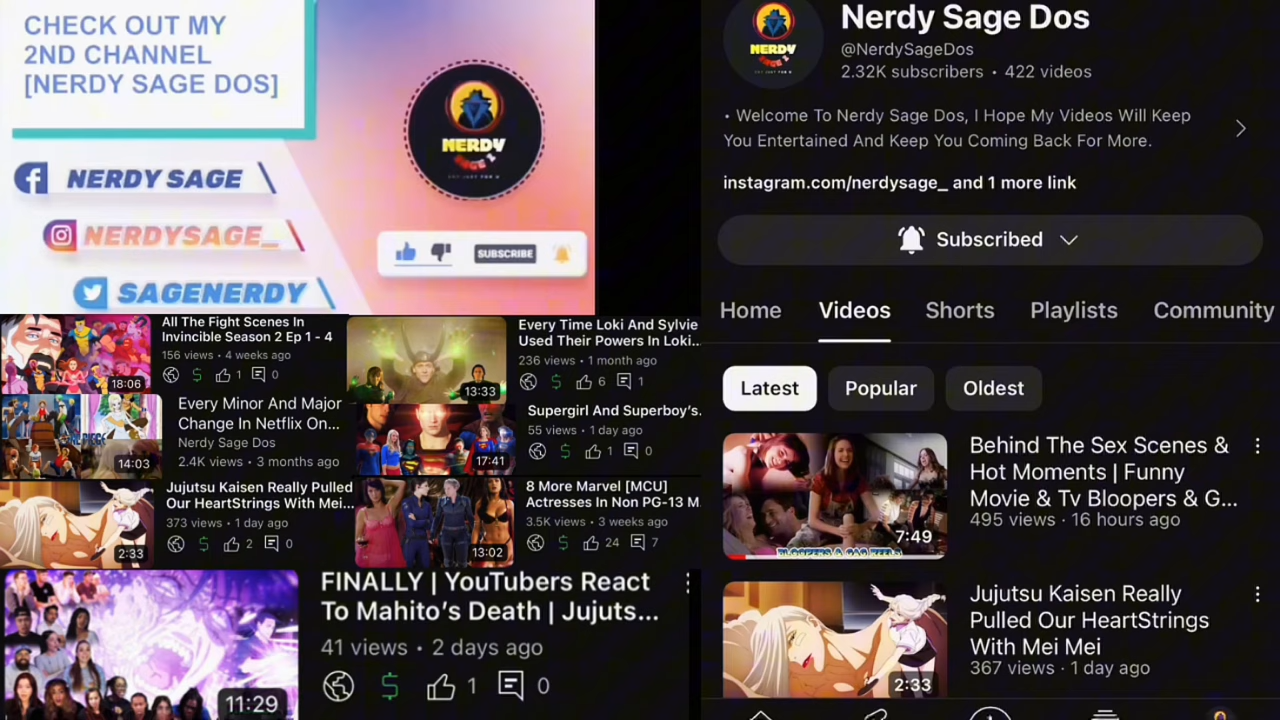 CHECK OUT MY
2ND CHANNEL
[NERDY SAGE DOS]
NERDY SAGE
NERDYSAGE_
SAGENERDY
NERDY
SAGE I
SUBSCRIBE
All The Fight Scenes In
Invincible Season 2 Ep 1 - 4
156 views • 4 weeks ago
1
0
18:06
Every Time Loki And Sylvie
Used Their Powers In Loki...
236 views • 1 month ago
6
1
13:33
Every Minor And Major
Change In Netflix On...
Nerdy Sage Dos
2.4K views • 3 months ago
14:03
Supergirl And Superboy's.
55 views • 1 day ago
1
0
17:41
Jujutsu Kaisen Really Pulled
Our HeartStrings With Mei...
373 views • 1 day ago
2
0
2:33
8 More Marvel [MCU]
Actresses In Non PG-13 M
3.5K views • 3 weeks ago
24
7
13:02
FINALLY | YouTubers React
To Mahito's Death | Jujuts...
41 views • 2 days ago
1
0
11:29
NERDY
Nerdy Sage Dos
@NerdySageDos
2.32K subscribers • 422 videos
• Welcome To Nerdy Sage Dos, I Hope My Videos Will Keep
You Entertained And Keep You Coming Back For More.
instagram.com/nerdysage_ and 1 more link
Subscribed
Home Videos Shorts Playlists Community
Latest Popular Oldest
Behind The Sex Scenes &
Hot Moments | Funny
Movie & Tv Bloopers & G...
495 views · 16 hours ago
7:49
BLOOPERS & GAG REELS
Jujutsu Kaisen Really
Pulled Our HeartStrings
With Mei Mei
367 views · 1 day ago
2:33